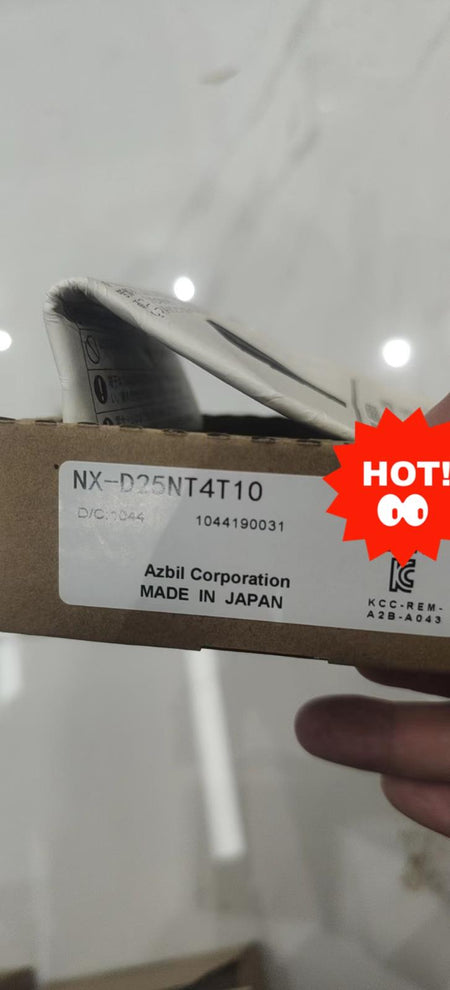 NX-D25NT4T10
D/C:1044
1044190031
Azbil Corporation
MADE IN JAPAN
HOT!
KCC-REM-
A2B-A043